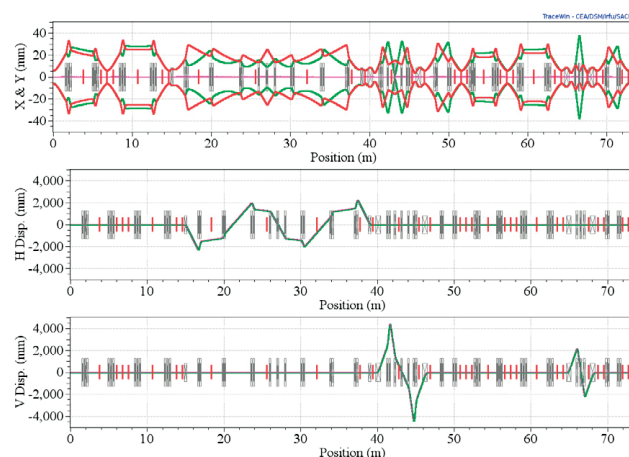 TraceWin - CEA/DSM/Irfu/SACM
X & Y (mm)
40
20
0
-20
-40
0 10 20 30 40 50 60 70
Position (m)
H Disp. (mm)
4,000
2,000
0
-2,000
-4,000
0 10 20 30 40 50 60 70
Position (m)
V Disp. (mm)
4,000
2,000
0
-2,000
-4,000
0 10 20 30 40 50 60 70
Position (m)